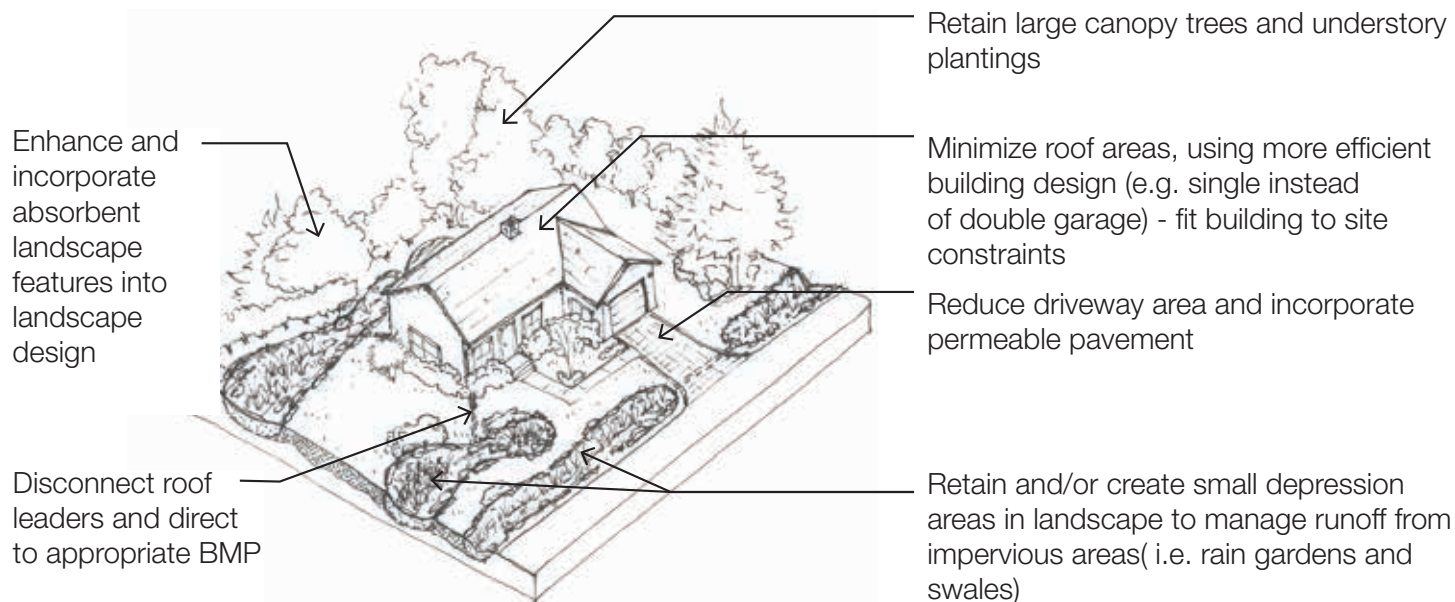 Retain large canopy trees and understory
plantings
Enhance and
incorporate
absorbent
landscape
features into
landscape
design
Minimize roof areas, using more efficient
building design (e.g. single instead
of double garage) - fit building to site
constraints
Reduce driveway area and incorporate
permeable pavement
Disconnect roof
leaders and direct
to appropriate BMP
Retain and/or create small depression
areas in landscape to manage runoff from
impervious areas( i.e. rain gardens and
swales)